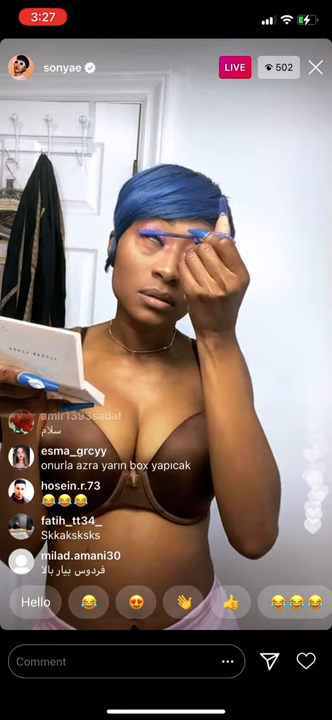 3:27
sonyae
LIVE
502
amir1393sadaf
سلام
esma_grcyy
onurla azra yarın box yapıcak
hosein.r.73
😂😂😂
fatih_tt34_
Skkaksksks
milad.amani30
فردوس بیار بالا
Hello 😂 😍 👋 👍 😂😂😂
Comment